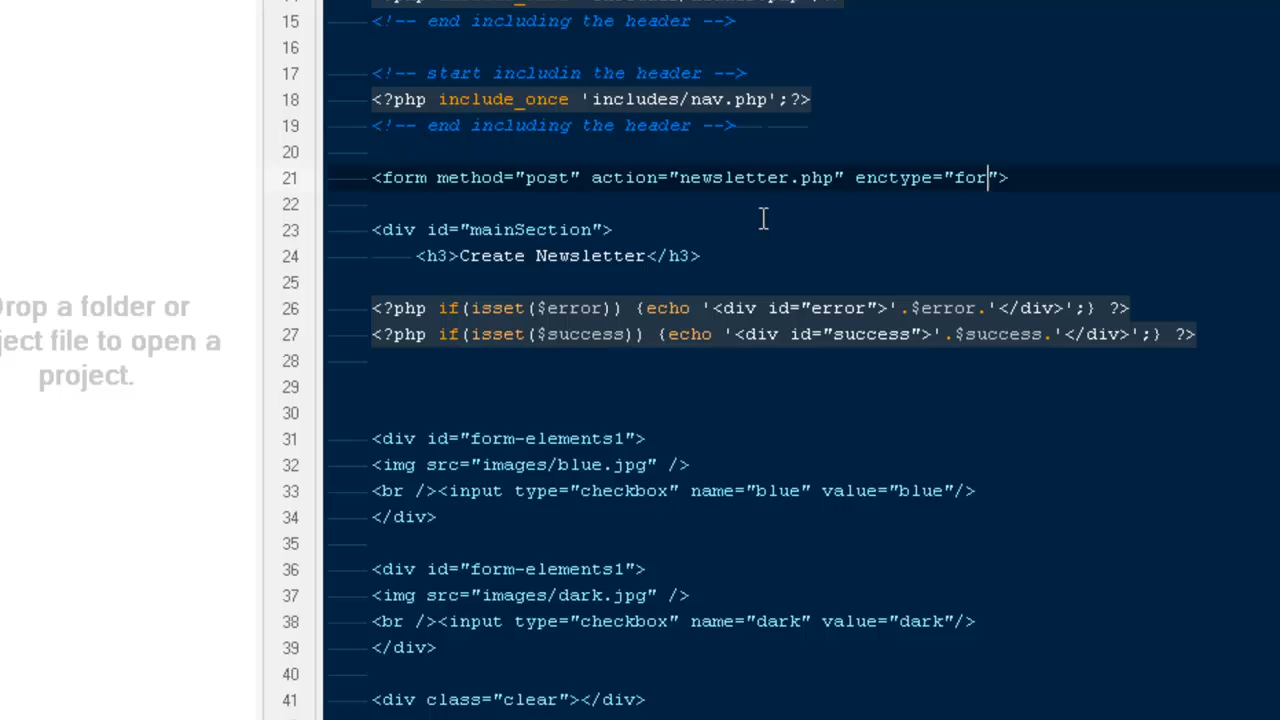 15 <!-- end including the header -->
16
17 <!-- start includin the header -->
18 <?php include_once 'includes/nav.php';?>
19 <!-- end including the header -->
20
21 <form method="post" action="newsletter.php" enctype="for">
22
23 <div id="mainSection">
24 <h3>Create Newsletter</h3>
25
26 <?php if(isset($error)) {echo '<div id="error">'.$error.'</div>';} ?>
27 <?php if(isset($success)) {echo '<div id="success">'.$success.'</div>';} ?>
28
29
30
31 <div id="form-elements1">
32 <img src="images/blue.jpg" />
33 <br /><input type="checkbox" name="blue" value="blue"/>
34 </div>
35
36 <div id="form-elements1">
37 <img src="images/dark.jpg" />
38 <br /><input type="checkbox" name="dark" value="dark"/>
39 </div>
40
41 <div class="clear"></div>
Drop a folder or
ject file to open a
project.